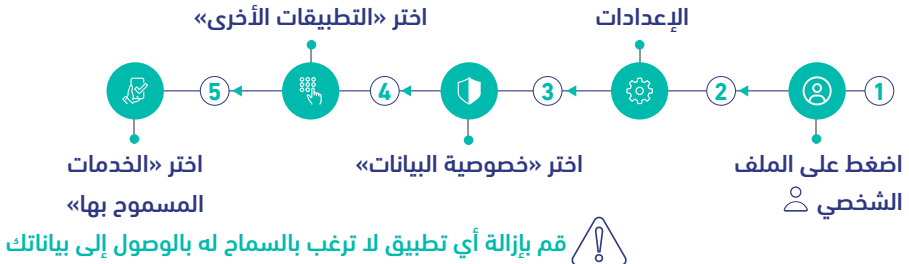 1
اضغط على الملف
الشخصي
2
الإعدادات
3
اختر «خصوصية البيانات»
4
اختر «التطبيقات الأخرى»
5
اختر «الخدمات
المسموح بها»
قم بإزالة أي تطبيق لا ترغب بالسماح له بالوصول إلى بياناتك